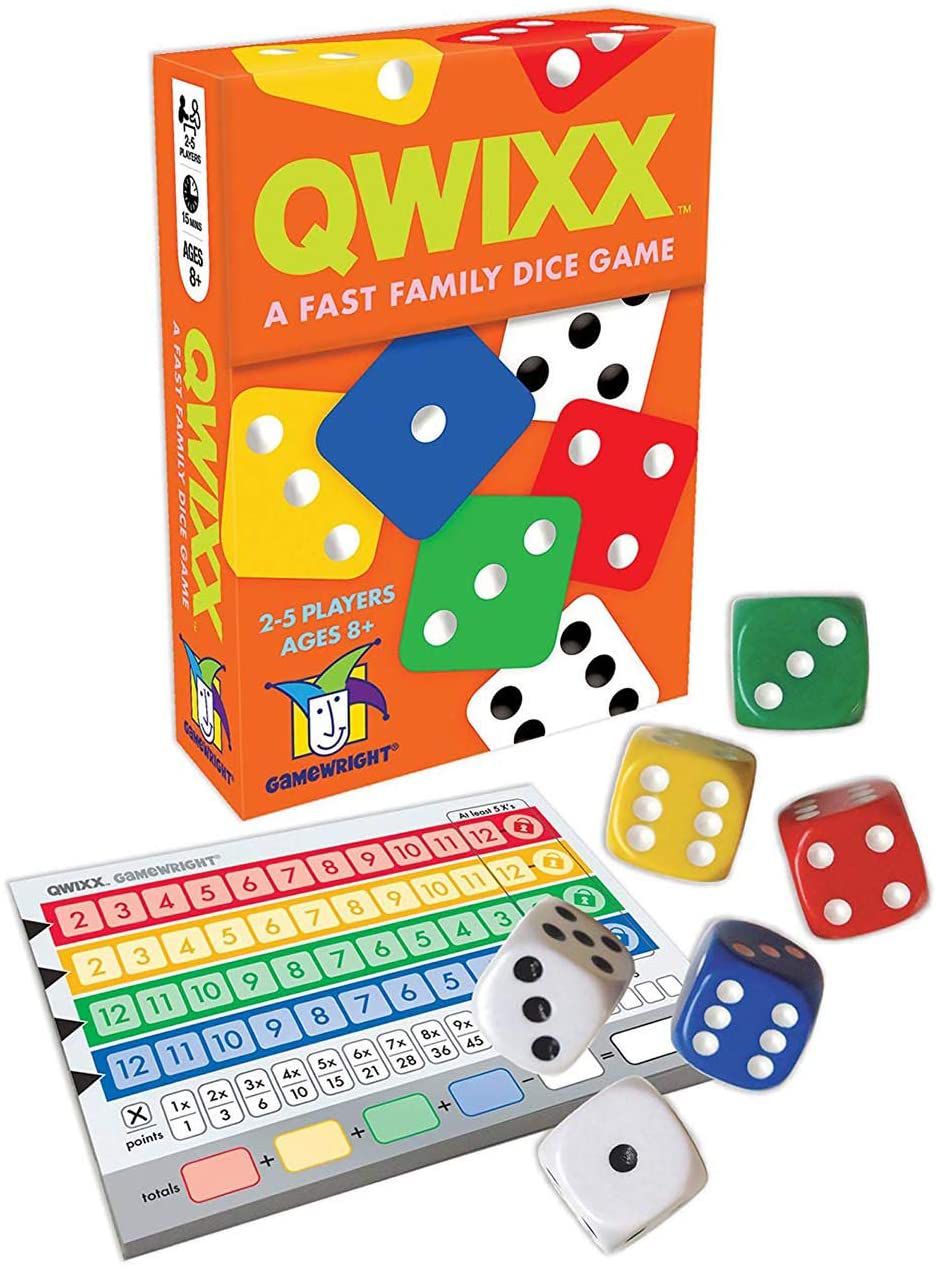 2-5
PLAYERS
15 MINS
AGES
8+
QWIXX
A FAST FAMILY DICE GAME
GAMEWRIGHT
QWIXX™
A FAST FAMILY DICE GAME
2-5 PLAYERS
AGES 8+
GAMEWRIGHT®
QWIXX™ GAMEWRIGHT®
At least 5 X's
2 3 4 5 6 7 8 9 10 11 12
2 3 4 5 6 7 8 9 10 11 12
12 11 10 9 8 7 6 5 4 3
12 11 10 9 8 7 6 5
X 1x 2x 3x 4x 5x 6x 7x 8x 9x
points 1 3 6 10 15 21 28 36 45
totals + + + - =